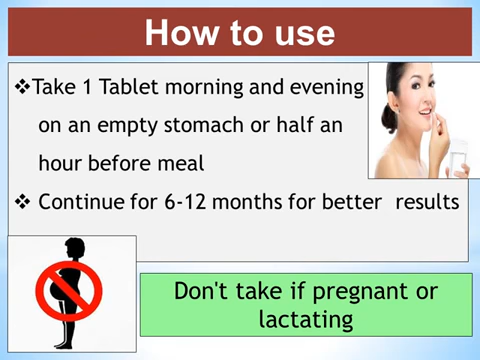 How to use
❖Take 1 Tablet morning and evening
on an empty stomach or half an
hour before meal
❖ Continue for 6-12 months for better results
Don't take if pregnant or
lactating